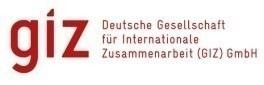 giz
Deutsche Gesellschaft
für Internationale
Zusammenarbeit (GIZ) GmbH